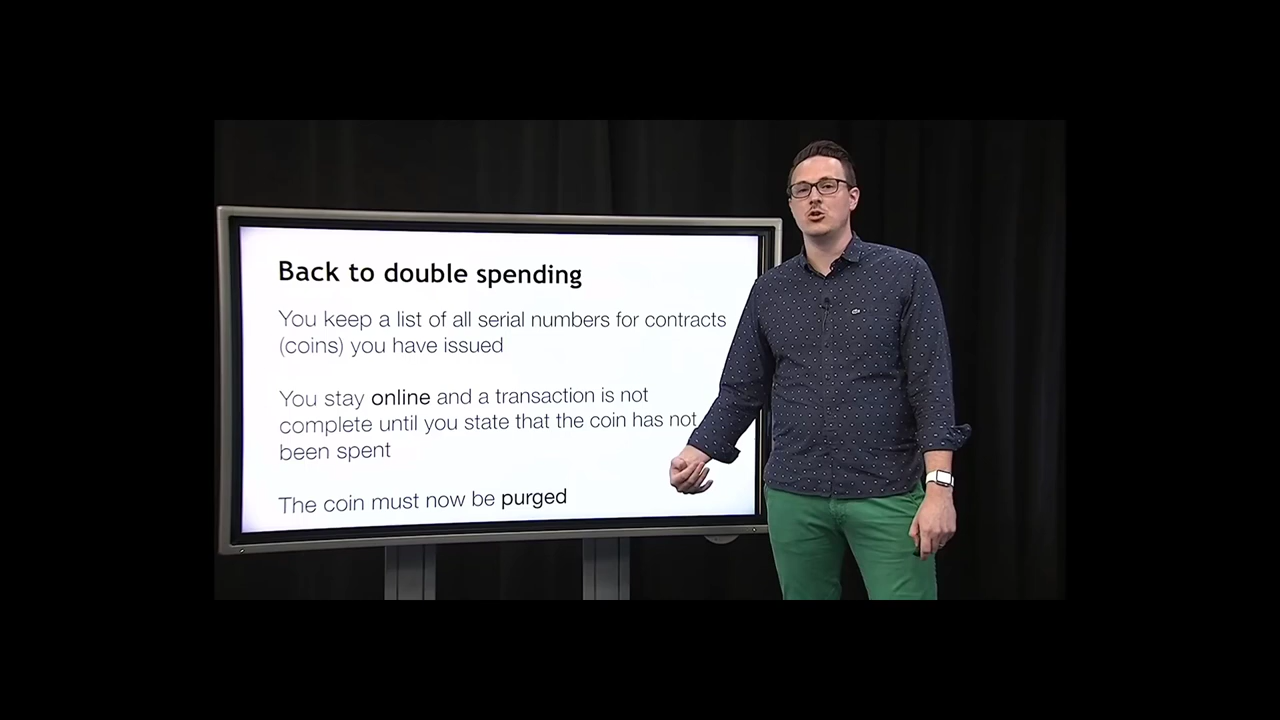 Back to double spending
You keep a list of all serial numbers for contracts
(coins) you have issued
You stay online and a transaction is not
complete until you state that the coin has not
been spent
The coin must now be purged